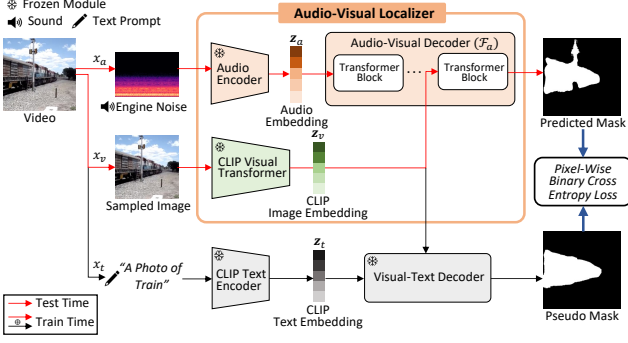 Frozen Module
Sound Text Prompt
Audio-Visual Localizer
x_a
z_a
Audio-Visual Decoder (ℱ_a)
Audio
Encoder
Transformer
Block
...
Transformer
Block
Video
Engine Noise
Audio
Embedding
Predicted Mask
x_v
z_v
CLIP Visual
Transformer
Pixel-Wise
Binary Cross
Entropy Loss
Sampled Image
CLIP
Image Embedding
x_t
z_t
"A Photo of
Train"
CLIP Text
Encoder
Visual-Text Decoder
Test Time
Train Time
CLIP
Text Embedding
Pseudo Mask